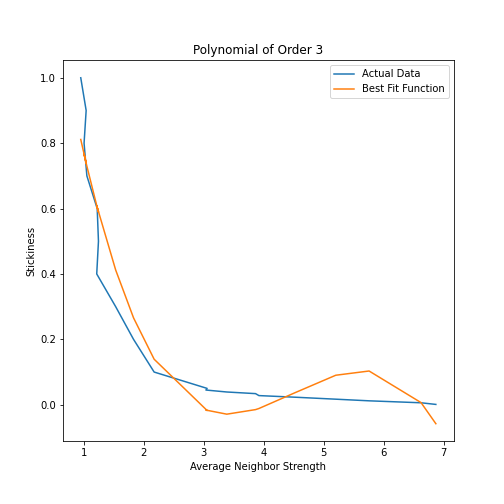 Polynomial of Order 3
Actual Data
Best Fit Function
1.0
0.8
0.6
0.4
0.2
0.0
Stickiness
1 2 3 4 5 6 7
Average Neighbor Strength